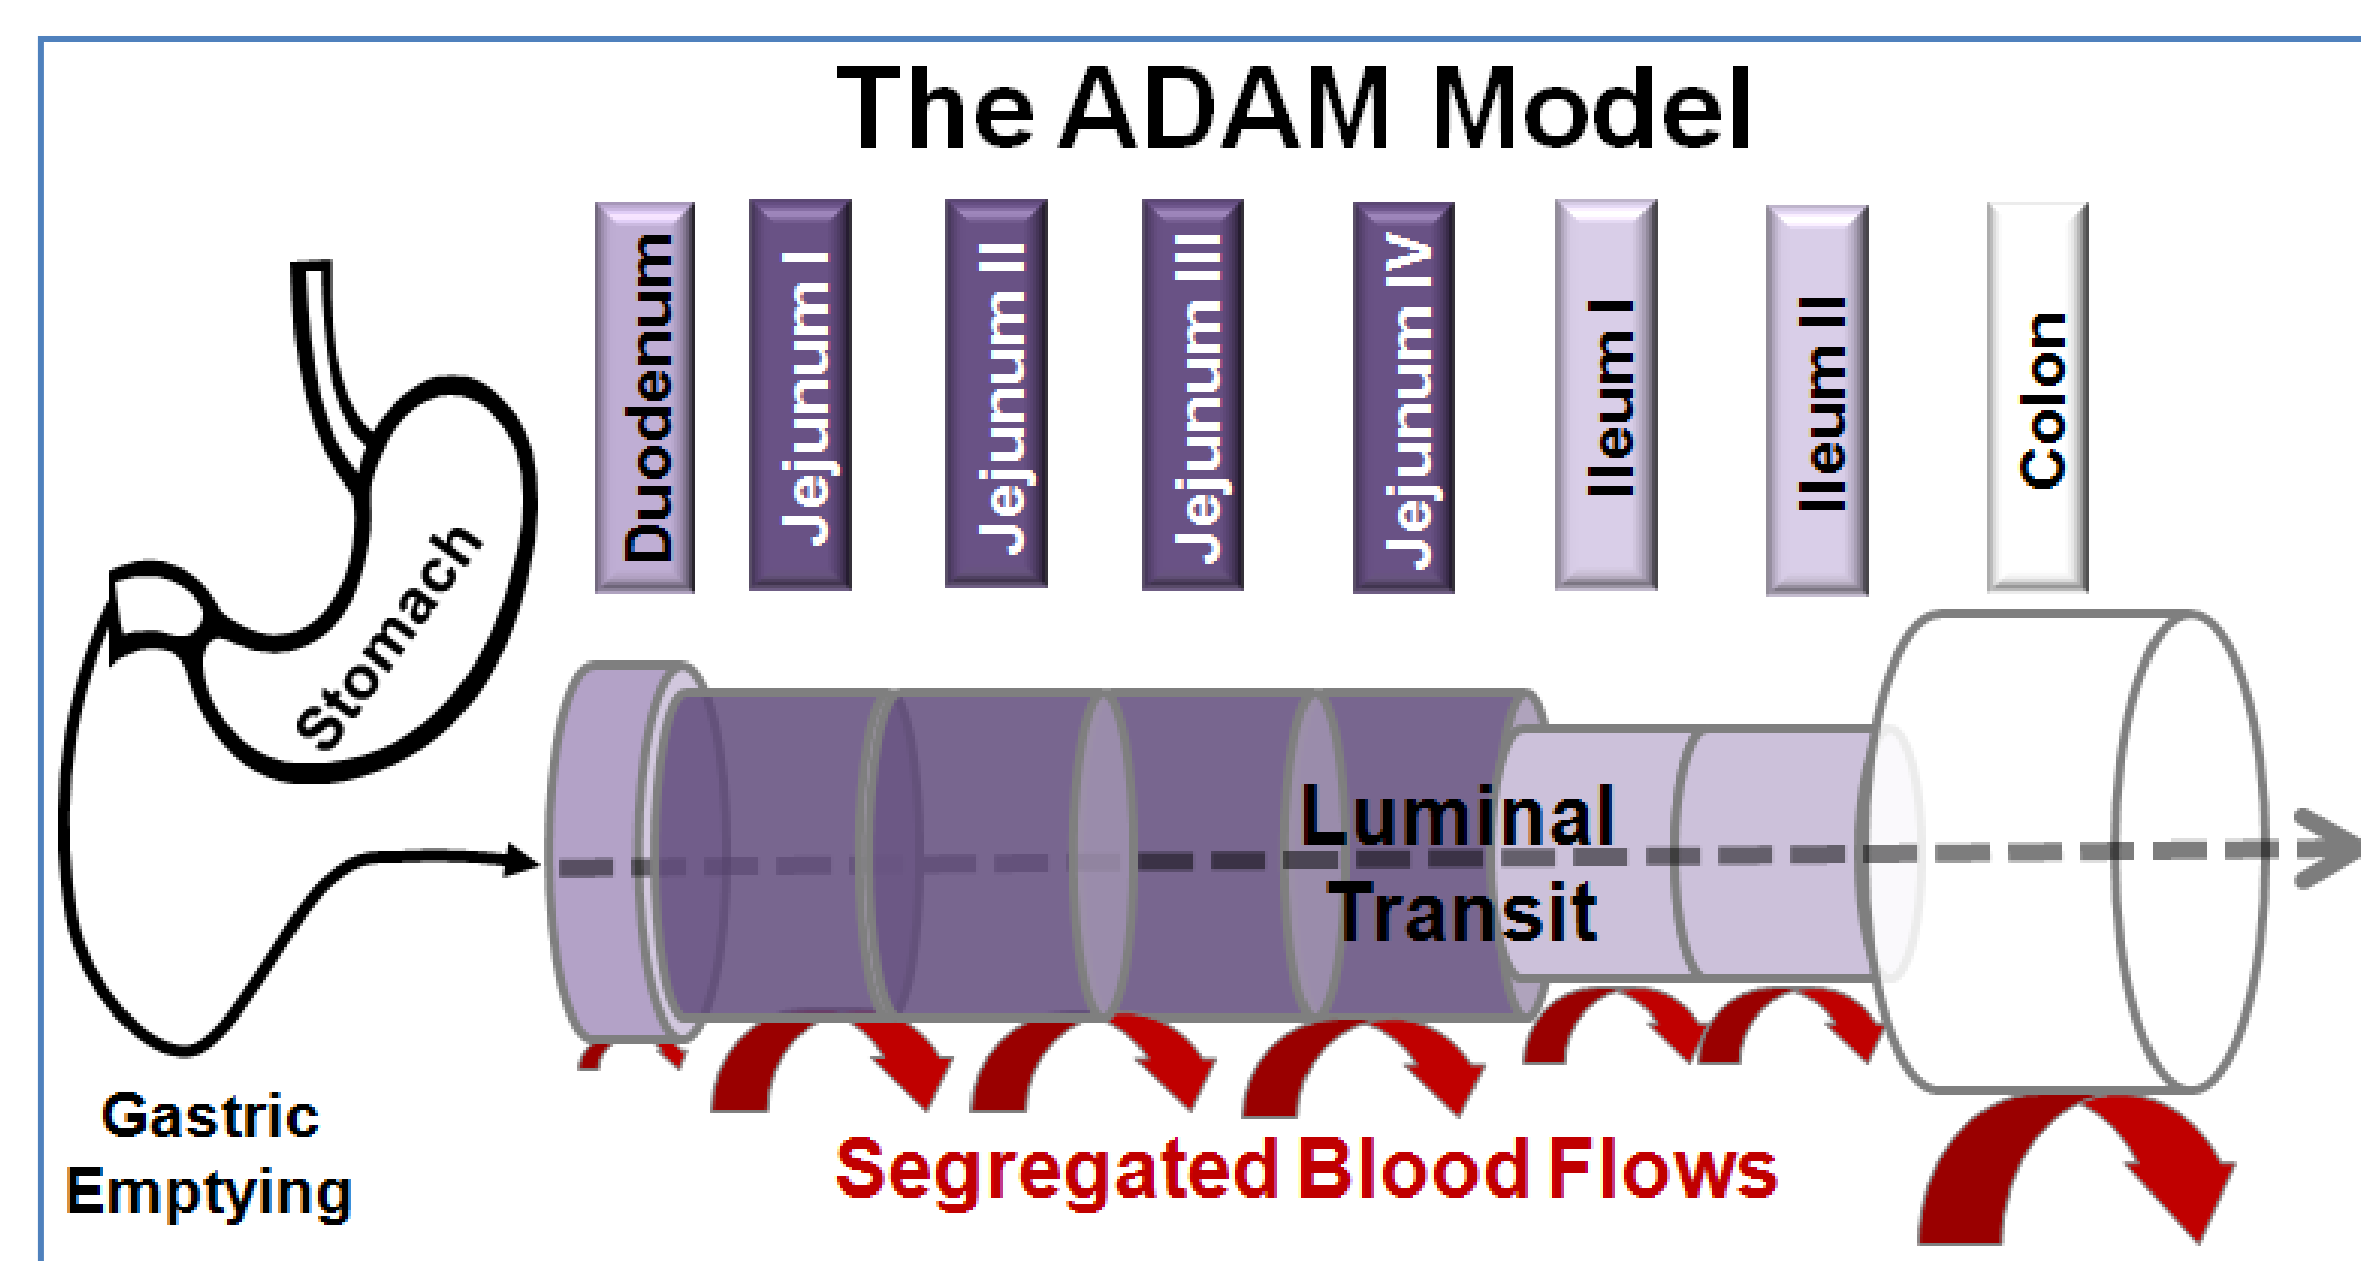 The ADAM Model
Duodenum
Jejunum I
Jejunum II
Jejunum III
Jejunum IV
Ileum I
Ileum II
Colon
Stomach
Luminal
Transit
Gastric
Emptying
Segregated Blood Flows